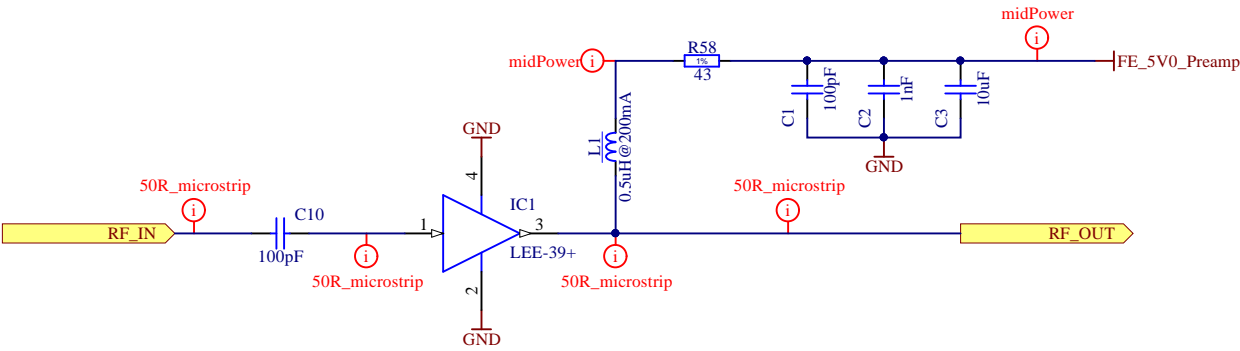 midPower
R58
midPower
1%
43
FE_5V0_Preamp
C1
100pF
C2
1nF
C3
10uF
GND
GND
L1
0.5uH@200mA
4
50R_microstrip
50R_microstrip
C10
IC1
RF_IN
1
3
RF_OUT
100pF
LEE-39+
50R_microstrip
50R_microstrip
2
GND
i
i
i
i
i
i